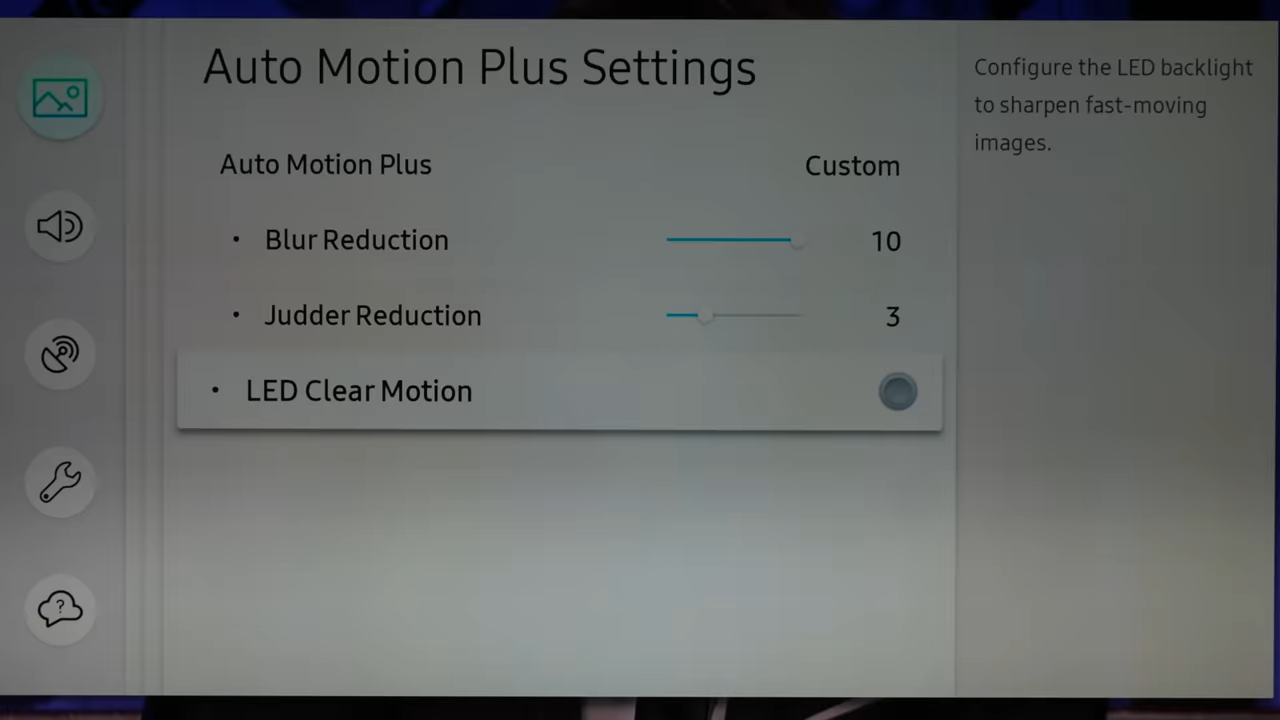 Auto Motion Plus Settings
Auto Motion Plus Custom
• Blur Reduction 10
• Judder Reduction 3
• LED Clear Motion
Configure the LED backlight
to sharpen fast-moving
images.
?